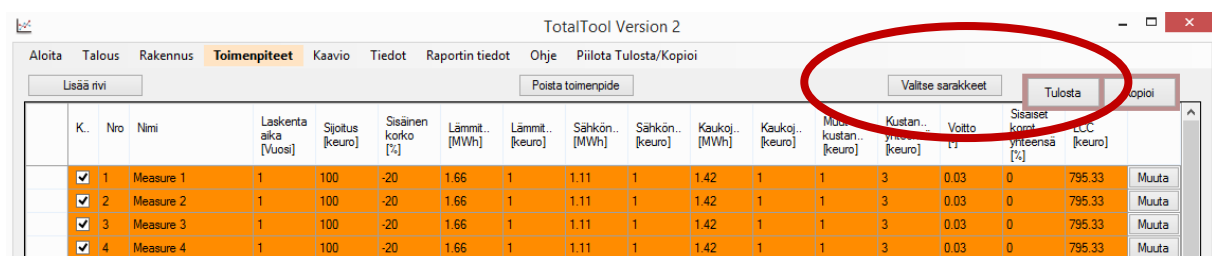 TotalTool Version 2
Aloita Talous Rakennus Toimenpiteet Kaavio Tiedot Raportin tiedot Ohje Piilota Tulosta/Kopioi
Lisää rivi Poista toimenpide Valitse sarakkeet Tulosta opioi
K.. Nro Nimi Laskenta aika [Vuosi] Sijoitus [keuro] Sisäinen korko [%] Lämmit.. [MWh] Lämmit.. [keuro] Sähkön.. [MWh] Sähkön.. [keuro] Kaukoj.. [MWh] Kaukoj.. [keuro] kustan.. [keuro] Kustan.. [keuro] Voitto Sisäiset korot yhteensä [%] LCC [keuro]
1 Measure 1 1 100 -20 1.66 1 1.11 1 1.42 1 1 3 0.03 0 795.33 Muuta
2 Measure 2 1 100 -20 1.66 1 1.11 1 1.42 1 1 3 0.03 0 795.33 Muuta
3 Measure 3 1 100 -20 1.66 1 1.11 1 1.42 1 1 3 0.03 0 795.33 Muuta
4 Measure 4 1 100 -20 1.66 1 1.11 1 1.42 1 1 3 0.03 0 795.33 Muuta